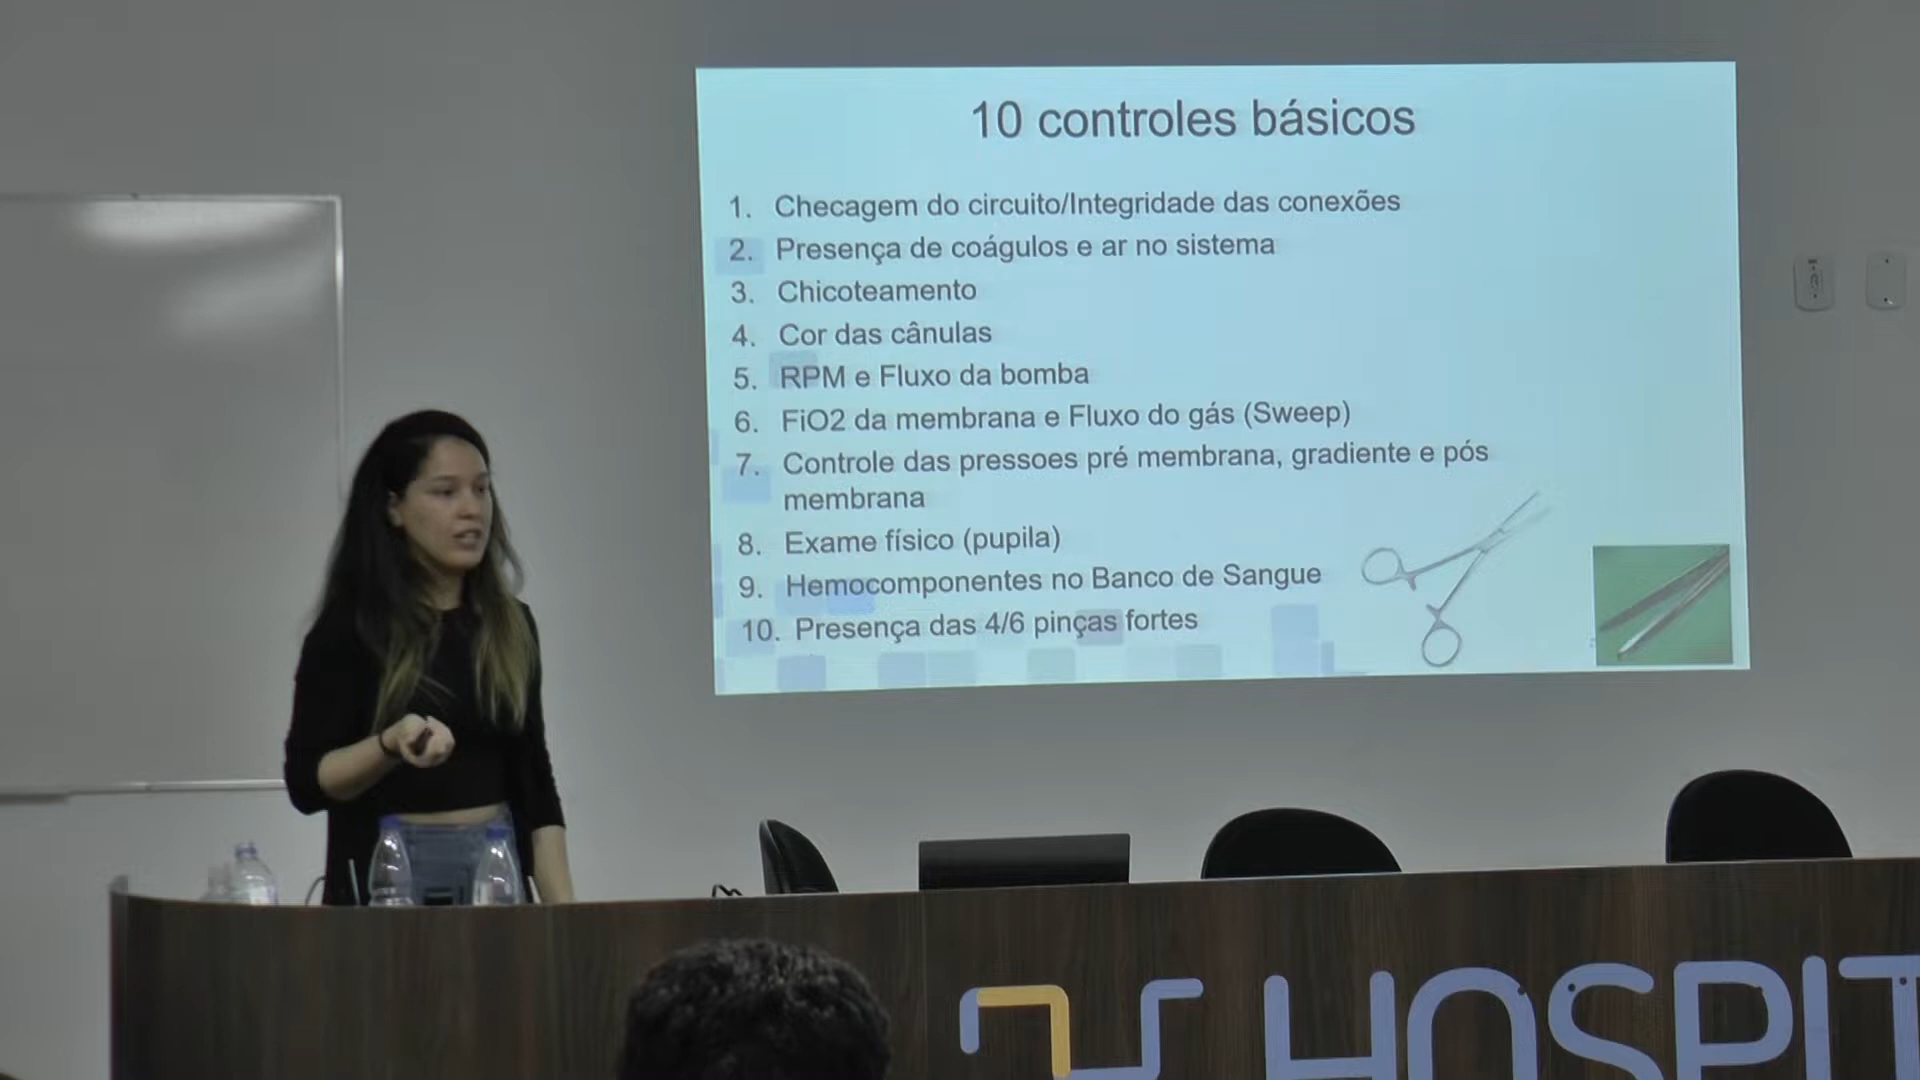 10 controles básicos
1. Checagem do circuito/Integridade das conexões
2. Presença de coágulos e ar no sistema
3. Chicoteamento
4. Cor das cânulas
5. RPM e Fluxo da bomba
6. FiO2 da membrana e Fluxo do gás (Sweep)
7. Controle das pressoes pré membrana, gradiente e pós
membrana
8. Exame físico (pupila)
9. Hemocomponentes no Banco de Sangue
10. Presença das 4/6 pinças fortes
HOSPIT